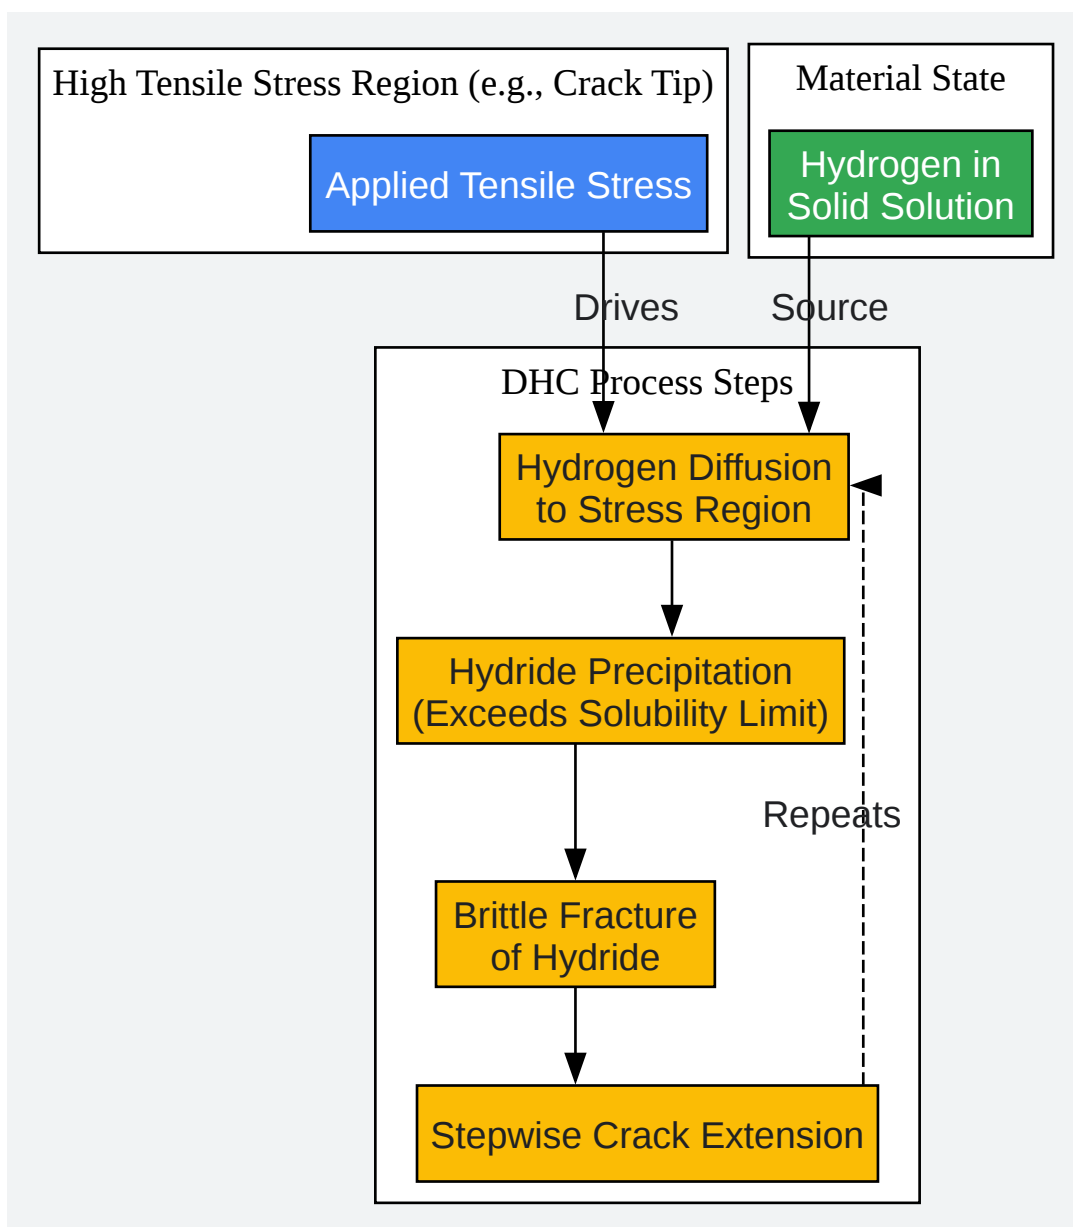 High Tensile Stress Region (e.g., Crack Tip)
Applied Tensile Stress
Material State
Hydrogen in
Solid Solution
Drives
Source
DHC Process Steps
Hydrogen Diffusion
to Stress Region
Hydride Precipitation
(Exceeds Solubility Limit)
Repeats
Brittle Fracture
of Hydride
Stepwise Crack Extension